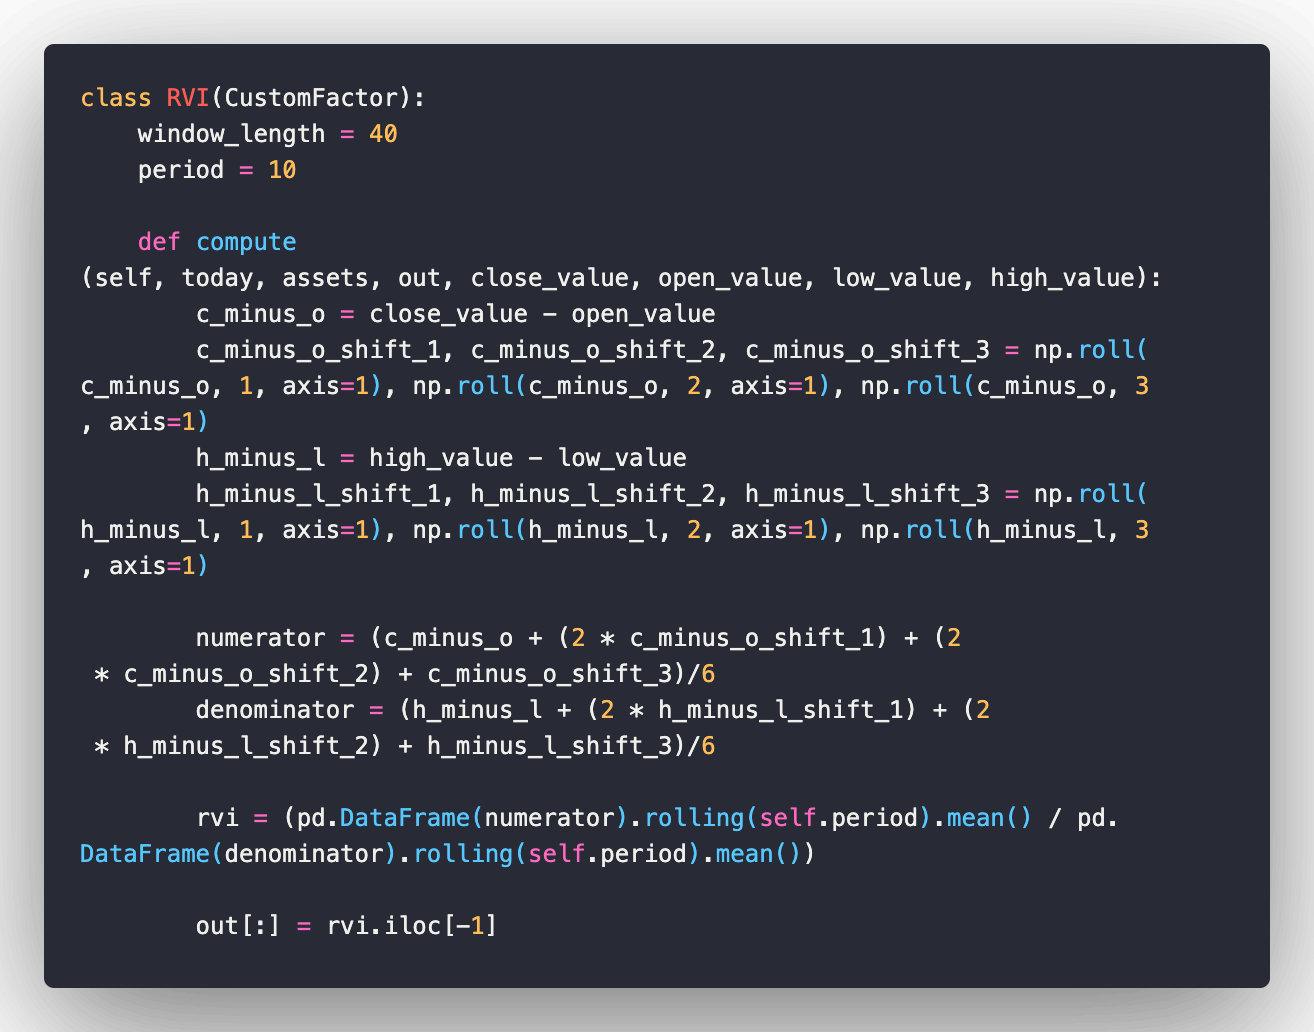 class RVI(CustomFactor):
    window_length = 40
    period = 10

    def compute
(self, today, assets, out, close_value, open_value, low_value, high_value):
        c_minus_o = close_value - open_value
        c_minus_o_shift_1, c_minus_o_shift_2, c_minus_o_shift_3 = np.roll(
c_minus_o, 1, axis=1), np.roll(c_minus_o, 2, axis=1), np.roll(c_minus_o, 3
, axis=1)
        h_minus_l = high_value - low_value
        h_minus_l_shift_1, h_minus_l_shift_2, h_minus_l_shift_3 = np.roll(
h_minus_l, 1, axis=1), np.roll(h_minus_l, 2, axis=1), np.roll(h_minus_l, 3
, axis=1)

        numerator = (c_minus_o + (2 * c_minus_o_shift_1) + (2
 * c_minus_o_shift_2) + c_minus_o_shift_3)/6
        denominator = (h_minus_l + (2 * h_minus_l_shift_1) + (2
 * h_minus_l_shift_2) + h_minus_l_shift_3)/6

        rvi = (pd.DataFrame(numerator).rolling(self.period).mean() / pd.
DataFrame(denominator).rolling(self.period).mean())

        out[:] = rvi.iloc[-1]